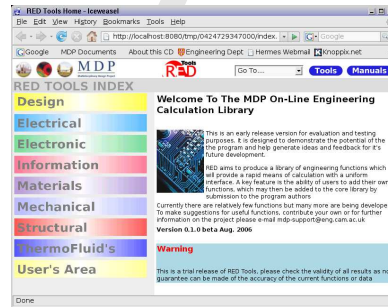 RED Tools Home - Iceweasel
File Edit View History Bookmarks Tools Help
http://localhost:8080/tmp/0424729347000/index.
Google
Google MDP Documents About this CD Engineering Dept Hermes Webmail Knoppix.net
MDP
Tools
RED
Go To...
Tools
Manuals
RED TOOLS INDEX
Design
Electrical
Electronic
Information
Materials
Mechanical
Structural
ThermoFluid's
User's Area
Welcome To The MDP On-Line Engineering
Calculation Library
This is an early release version for evaluation and testing
purposes. It is designed to demonstrate the potential of the
the program and help generate ideas and feedback for it's
future development.
RED aims to produce a library of engineering functions which
will provide a rapid means of calculation with a uniform
interface. A key feature is the ability of users to add their own
functions, which may then be added to the core library by
submission to the program authors
Currently there are relatively few functions but many more are being develope
To make suggestions for useful functions, contribute your own or for further
information on the project please e-mail mdp-support@eng.cam.ac.uk
Version 0.1.0 beta Aug. 2006
Warning
This is a trial release of RED Tools, please check the validity of all results as no
guarantee can be made of the accuracy of the current functions or data
Done